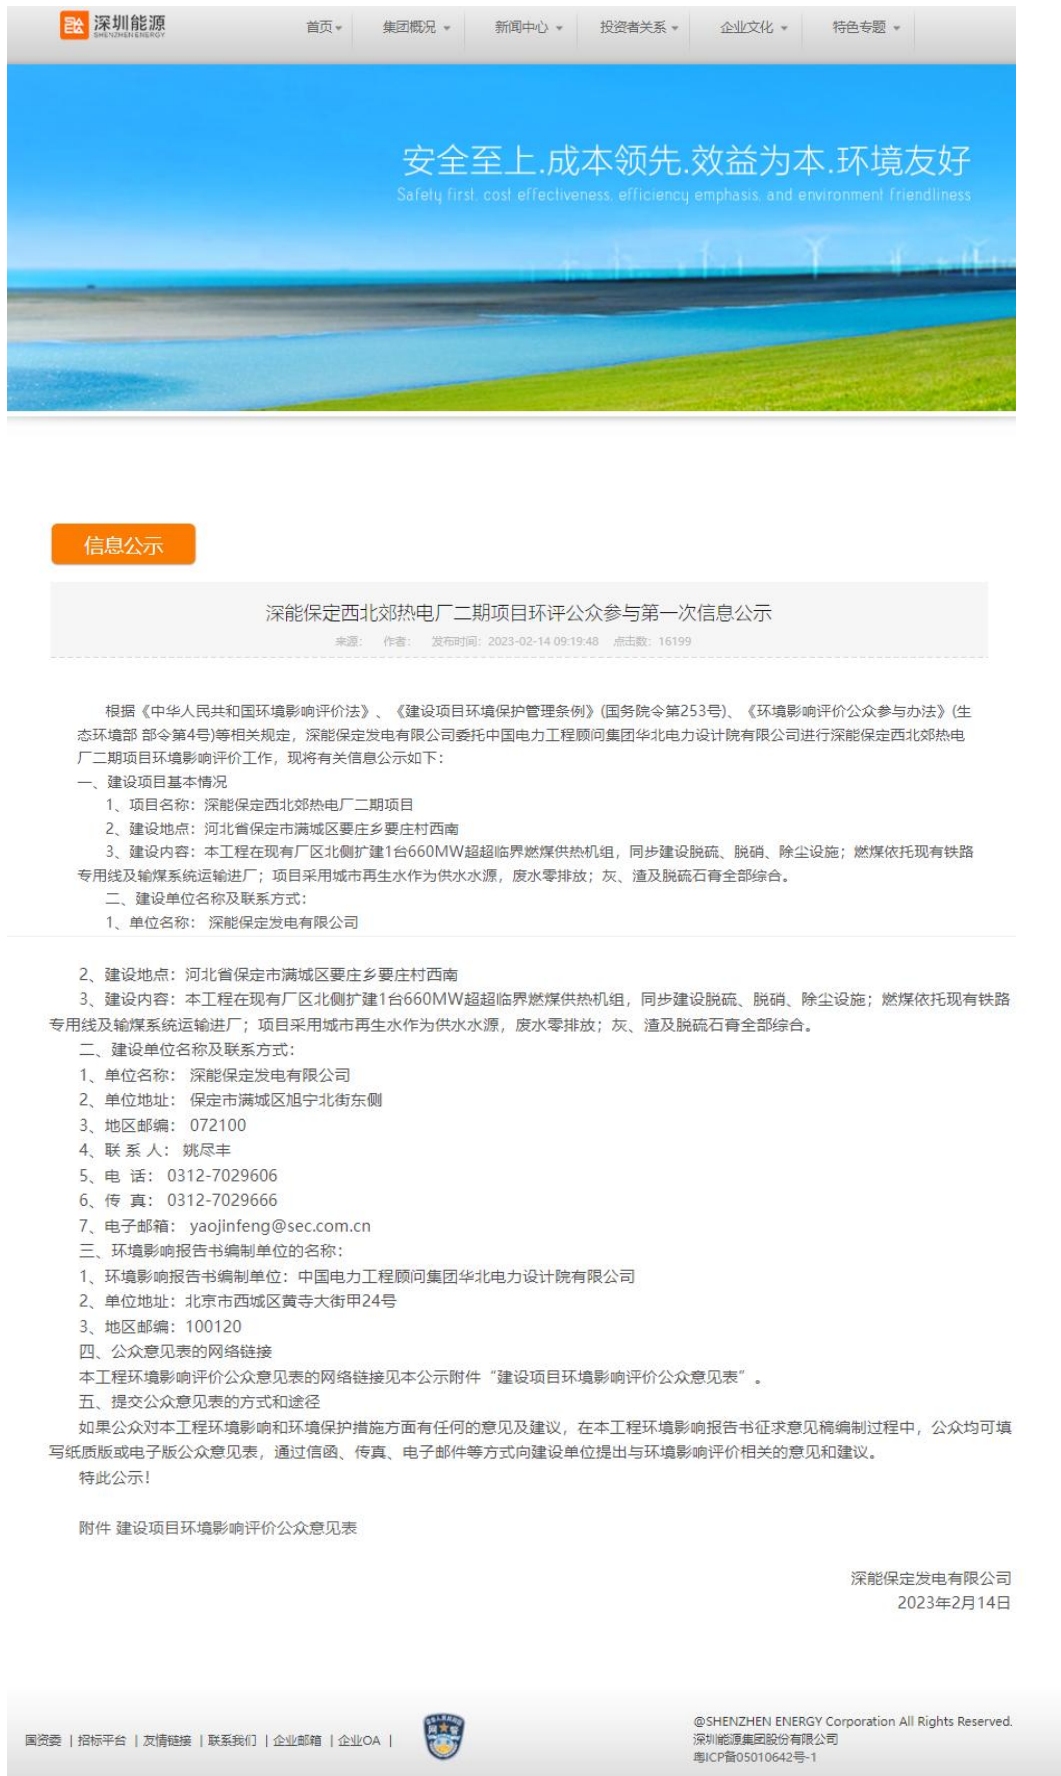 深圳能源
SHENZHEN ENERGY
首页
集团概况
新闻中心
投资者关系
企业文化
特色专题
安全至上.成本领先.效益为本.环境友好
Safety first, cost effectiveness, efficiency emphasis, and environment friendliness
信息公示
深能保定西北郊热电厂二期项目环评公众参与第一次信息公示
来源： 作者： 发布时间：2023-02-14 09:19:48 点击数：16199
根据《中华人民共和国环境影响评价法》、《建设项目环境保护管理条例》(国务院令第253号)、《环境影响评价公众参与办法》(生
态环境部 部令第4号)等相关规定，深能保定发电有限公司委托中国电力工程顾问集团华北电力设计院有限公司进行深能保定西北郊热电
厂二期项目环境影响评价工作，现将有关信息公示如下：
一、建设项目基本情况
1、项目名称：深能保定西北郊热电厂二期项目
2、建设地点：河北省保定市满城区要庄乡要庄村西南
3、建设内容：本工程在现有厂区北侧扩建1台660MW超超临界燃煤供热机组，同步建设脱硫、脱硝、除尘设施；燃煤依托现有铁路
专用线及输煤系统运输进厂；项目采用城市再生水作为供水水源，废水零排放；灰、渣及脱硫石膏全部综合。
二、建设单位名称及联系方式：
1、单位名称： 深能保定发电有限公司
2、建设地点：河北省保定市满城区要庄乡要庄村西南
3、建设内容：本工程在现有厂区北侧扩建1台660MW超超临界燃煤供热机组，同步建设脱硫、脱硝、除尘设施；燃煤依托现有铁路
专用线及输煤系统运输进厂；项目采用城市再生水作为供水水源，废水零排放；灰、渣及脱硫石膏全部综合。
二、建设单位名称及联系方式：
1、单位名称： 深能保定发电有限公司
2、单位地址： 保定市满城区旭宁北街东侧
3、地区邮编： 072100
4、联 系 人： 姚尽丰
5、电 话： 0312-7029606
6、传 真： 0312-7029666
7、电子邮箱： yaojinfeng@sec.com.cn
三、环境影响报告书编制单位的名称：
1、环境影响报告书编制单位：中国电力工程顾问集团华北电力设计院有限公司
2、单位地址：北京市西城区黄寺大街甲24号
3、地区邮编：100120
四、公众意见表的网络链接
本工程环境影响评价公众意见表的网络链接见本公示附件“建设项目环境影响评价公众意见表”。
五、提交公众意见表的方式和途径
如果公众对本工程环境影响和环境保护措施方面有任何的意见及建议，在本工程环境影响报告书征求意见稿编制过程中，公众均可填
写纸质版或电子版公众意见表，通过信函、传真、电子邮件等方式向建设单位提出与环境影响评价相关的意见和建议。
特此公示！
附件 建设项目环境影响评价公众意见表
深能保定发电有限公司
2023年2月14日
国资委 | 招标平台 | 友情链接 | 联系我们 | 企业邮箱 | 企业OA |
@SHENZHEN ENERGY Corporation All Rights Reserved.
深圳能源集团股份有限公司
粤ICP备05010642号-1